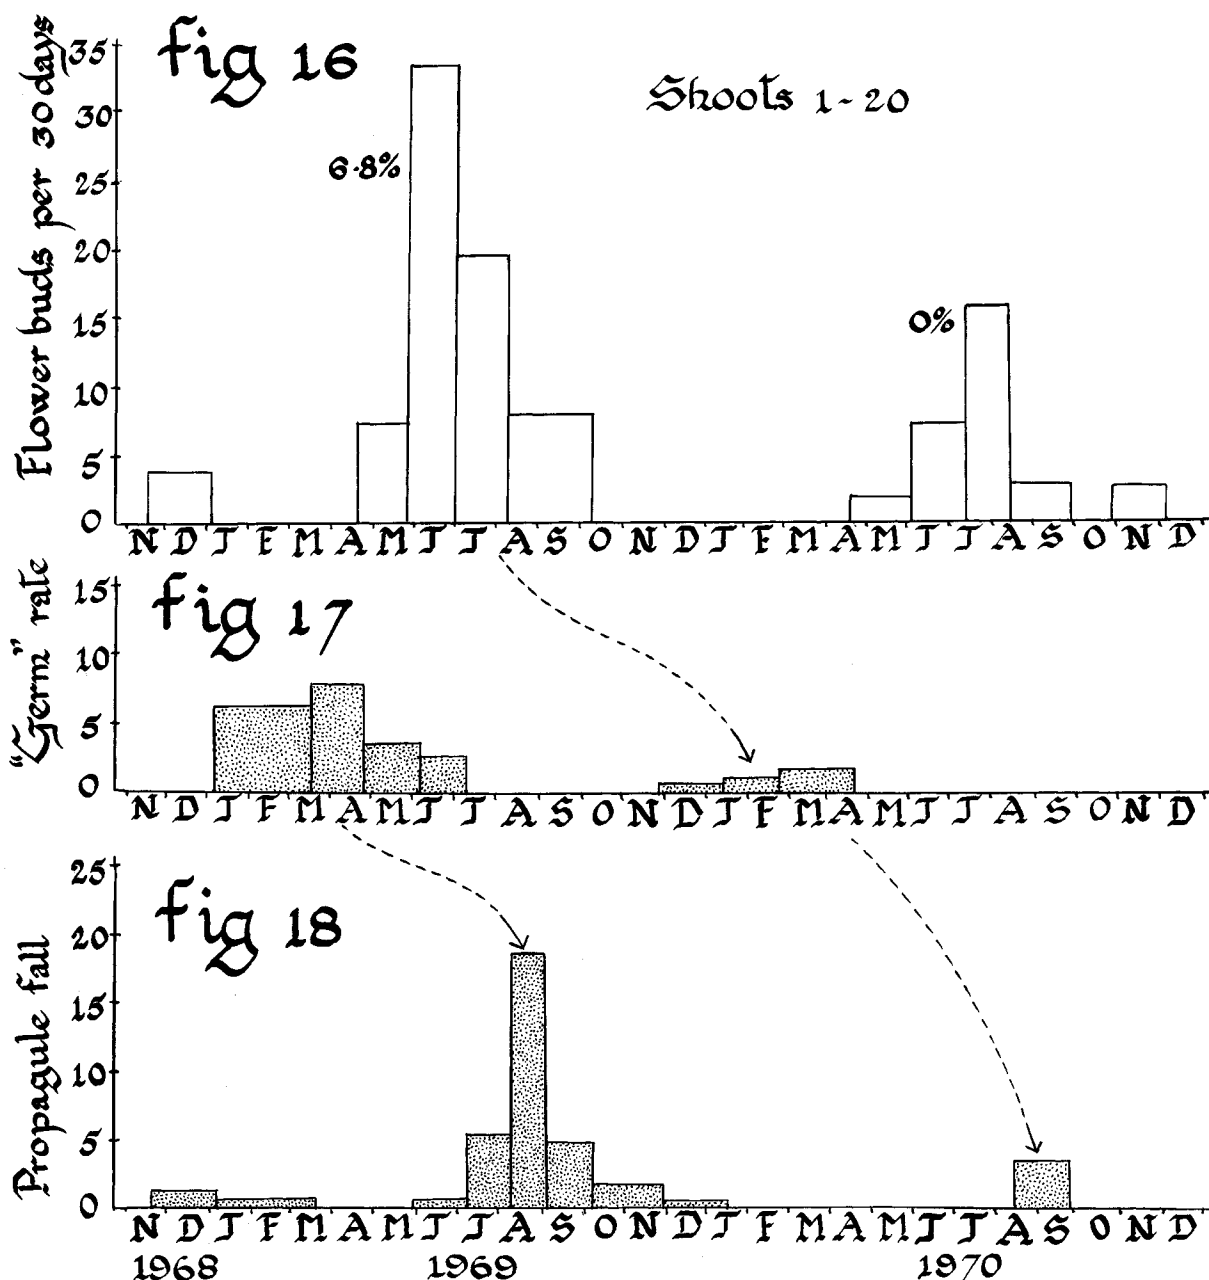 fig 16
Shoots 1-20
Flower buds per 30 days
35
30
25
20
15
10
5
0
6.8%
0%
N D J F M A M J J A S O N D J F M A M J J A S O N D
fig 17
"Germ" rate
15
10
5
0
N D J F M A M J J A S O N D J F M A M J J A S O N D
fig 18
Propagule fall
25
20
15
10
5
0
N D J F M A M J J A S O N D J F M A M J J A S O N D
1968 1969 1970